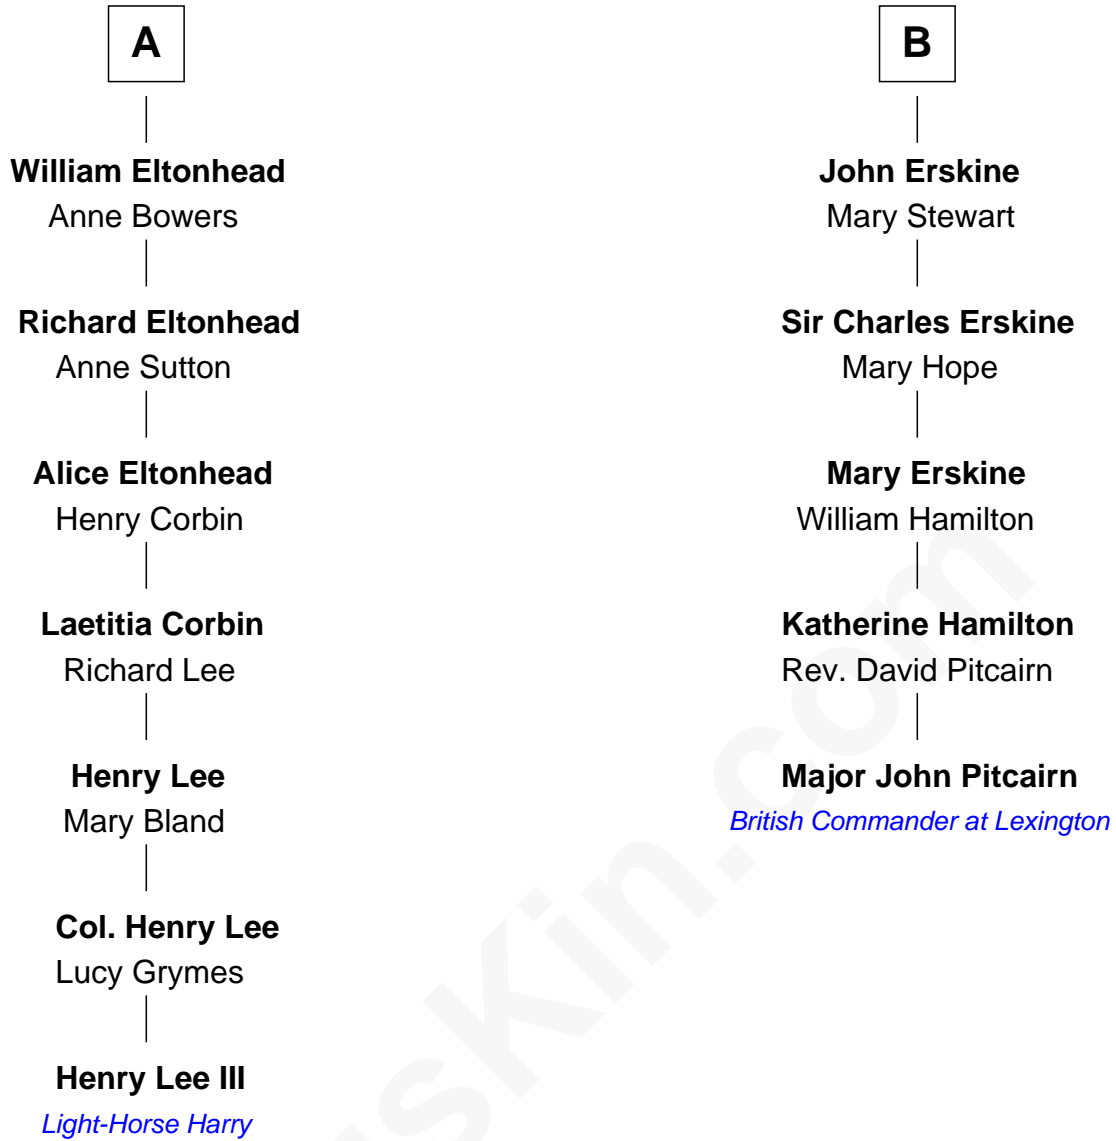 A
William Eltonhead
Anne Bowers
Richard Eltonhead
Anne Sutton
Alice Eltonhead
Henry Corbin
Laetitia Corbin
Richard Lee
Henry Lee
Mary Bland
Col. Henry Lee
Lucy Grymes
Henry Lee III
Light-Horse Harry
B
John Erskine
Mary Stewart
Sir Charles Erskine
Mary Hope
Mary Erskine
William Hamilton
Katherine Hamilton
Rev. David Pitcairn
Major John Pitcairn
British Commander at Lexington